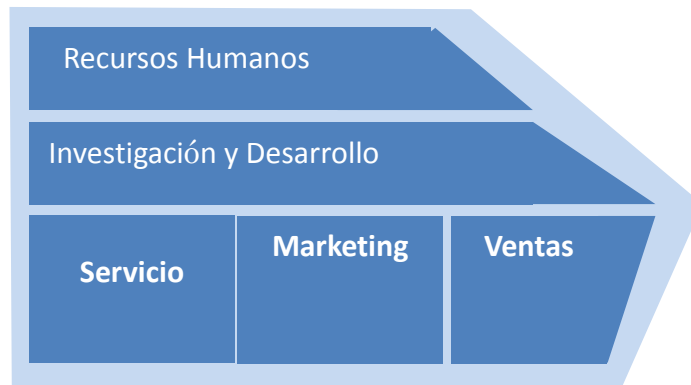 Recursos Humanos
Investigación y Desarrollo
Servicio
Marketing
Ventas